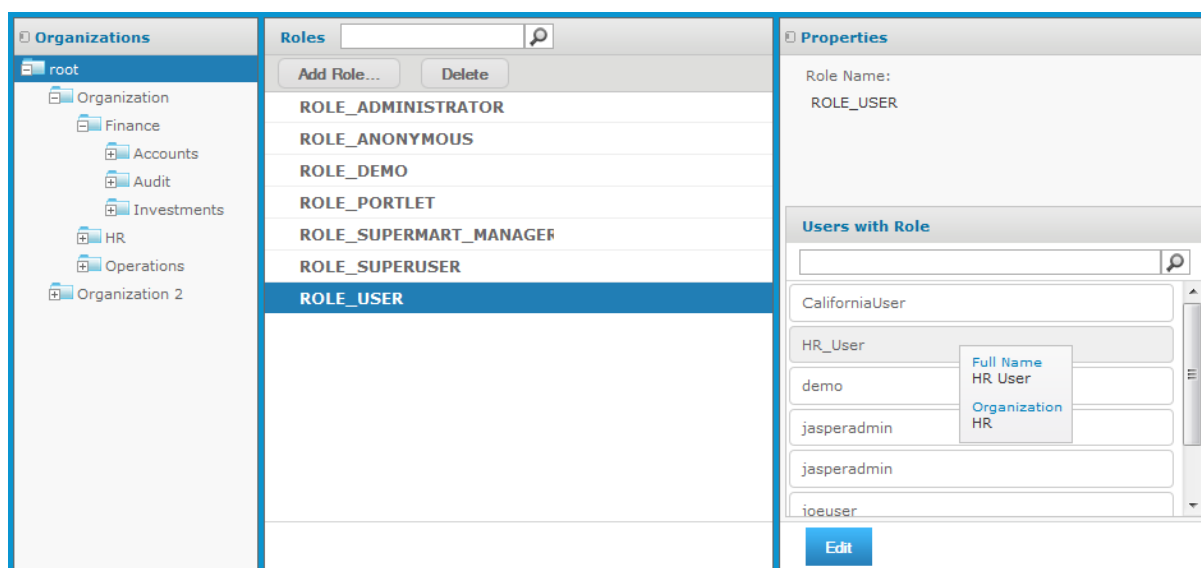 Organizations
root
Organization
Finance
Accounts
Audit
Investments
HR
Operations
Organization 2
Roles
Add Role...
Delete
ROLE_ADMINISTRATOR
ROLE_ANONYMOUS
ROLE_DEMO
ROLE_PORTLET
ROLE_SUPERMART_MANAGER
ROLE_SUPERUSER
ROLE_USER
Properties
Role Name:
ROLE_USER
Users with Role
CaliforniaUser
HR_User
Full Name
HR User
Organization
HR
demo
jasperadmin
jasperadmin
joeuser
Edit